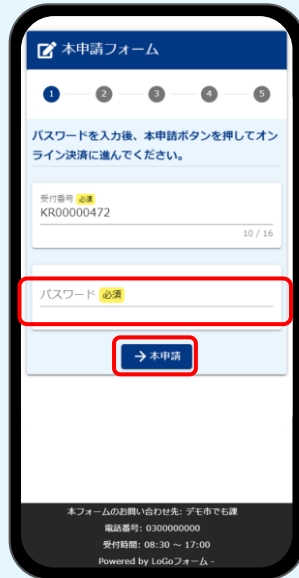 本申請フォーム
1 2 3 4 5
パスワードを入力後、本申請ボタンを押してオン
ライン決済に進んでください。
受付番号 必須
KR00000472
10 / 16
パスワード 必須
→本申請
本フォームのお問い合わせ先: デモ市でも課
電話番号: 0300000000
受付時間: 08:30 ～ 17:00
Powered by LoGoフォーム -